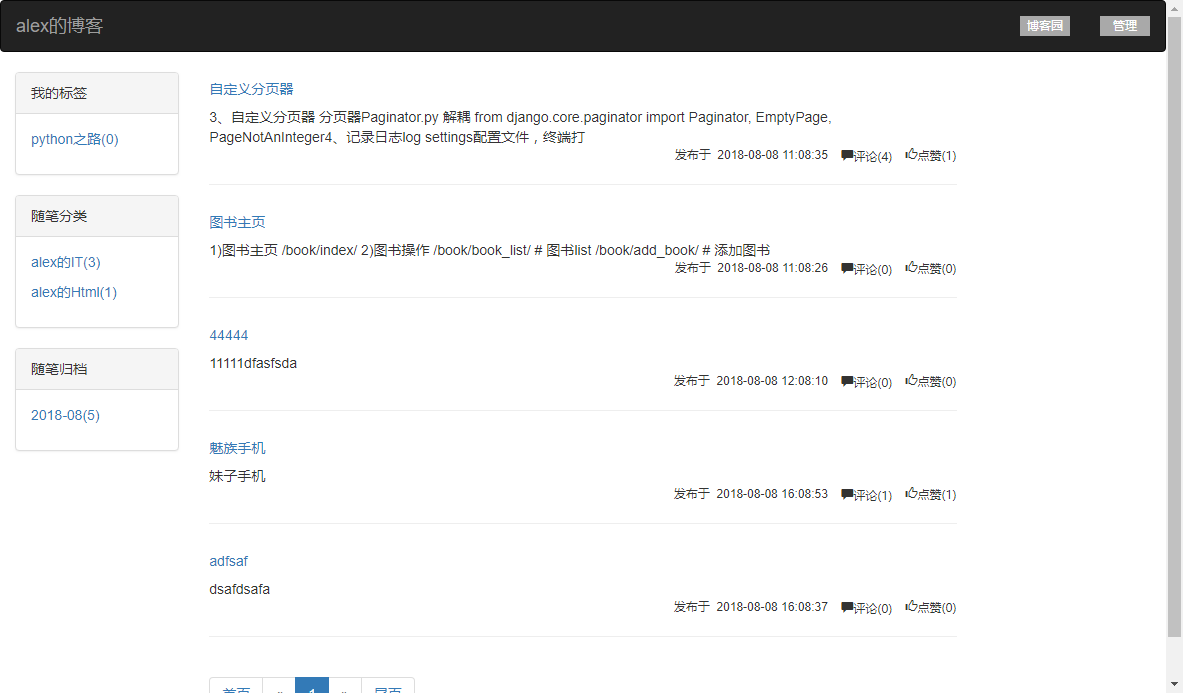 alex的博客
博客园
管理
我的标签
python之路(0)
随笔分类
alex的IT(3)
alex的Html(1)
随笔归档
2018-08(5)
自定义分页器
3、自定义分页器 分页器Paginator.py 解耦 from django.core.paginator import Paginator, EmptyPage,
PageNotAnInteger4、记录日志log settings配置文件，终端打
发布于 2018-08-08 11:08:35 评论(4) 点赞(1)
图书主页
1)图书主页 /book/index/ 2)图书操作 /book/book_list/ # 图书list /book/add_book/ # 添加图书
发布于 2018-08-08 11:08:26 评论(0) 点赞(0)
44444
11111dfasfsda
发布于 2018-08-08 12:08:10 评论(0) 点赞(0)
魅族手机
妹子手机
发布于 2018-08-08 16:08:53 评论(1) 点赞(1)
adfsaf
dsafdsafa
发布于 2018-08-08 16:08:37 评论(0) 点赞(0)
首页 « 1 » 尾页